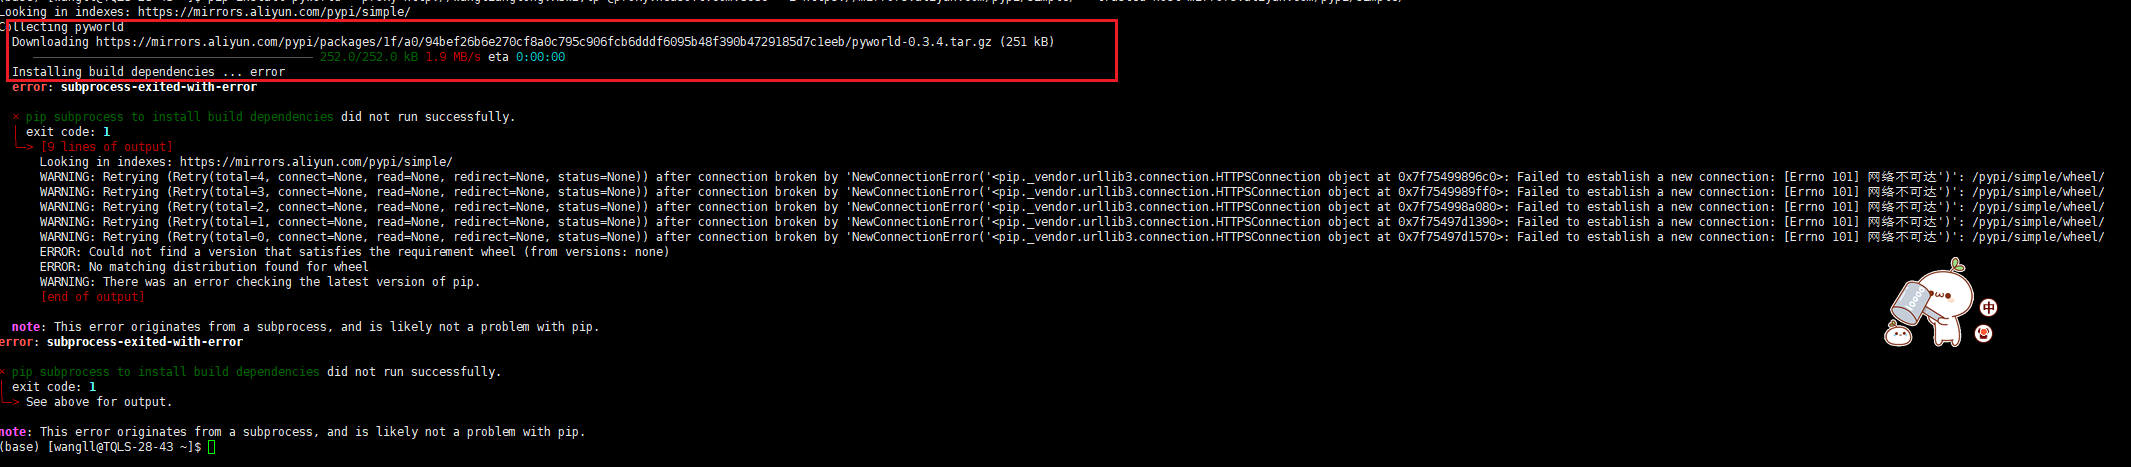 Looking in indexes: https://mirrors.aliyun.com/pypi/simple/
Collecting pyworld
Downloading https://mirrors.aliyun.com/pypi/packages/1f/a0/94bef26b6e270cf8a0c795c906fcb6dddf6095b48f390b4729185d7c1eeb/pyworld-0.3.4.tar.gz (251 kB)
252.0/252.0 kB 1.9 MB/s eta 0:00:00
Installing build dependencies ... error
error: subprocess-exited-with-error
× pip subprocess to install build dependencies did not run successfully.
│ exit code: 1
╰─> [9 lines of output]
Looking in indexes: https://mirrors.aliyun.com/pypi/simple/
WARNING: Retrying (Retry(total=4, connect=None, read=None, redirect=None, status=None)) after connection broken by 'NewConnectionError('<pip._vendor.urllib3.connection.HTTPSConnection object at 0x7f75499896c0>: Failed to establish a new connection: [Errno 101] 网络不可达')': /pypi/simple/wheel/
WARNING: Retrying (Retry(total=3, connect=None, read=None, redirect=None, status=None)) after connection broken by 'NewConnectionError('<pip._vendor.urllib3.connection.HTTPSConnection object at 0x7f7549989ff0>: Failed to establish a new connection: [Errno 101] 网络不可达')': /pypi/simple/wheel/
WARNING: Retrying (Retry(total=2, connect=None, read=None, redirect=None, status=None)) after connection broken by 'NewConnectionError('<pip._vendor.urllib3.connection.HTTPSConnection object at 0x7f754998a080>: Failed to establish a new connection: [Errno 101] 网络不可达')': /pypi/simple/wheel/
WARNING: Retrying (Retry(total=1, connect=None, read=None, redirect=None, status=None)) after connection broken by 'NewConnectionError('<pip._vendor.urllib3.connection.HTTPSConnection object at 0x7f75497d1390>: Failed to establish a new connection: [Errno 101] 网络不可达')': /pypi/simple/wheel/
WARNING: Retrying (Retry(total=0, connect=None, read=None, redirect=None, status=None)) after connection broken by 'NewConnectionError('<pip._vendor.urllib3.connection.HTTPSConnection object at 0x7f75497d1570>: Failed to establish a new connection: [Errno 101] 网络不可达')': /pypi/simple/wheel/
ERROR: Could not find a version that satisfies the requirement wheel (from versions: none)
ERROR: No matching distribution found for wheel
WARNING: There was an error checking the latest version of pip.
[end of output]
中
note: This error originates from a subprocess, and is likely not a problem with pip.
error: subprocess-exited-with-error
× pip subprocess to install build dependencies did not run successfully.
│ exit code: 1
╰─> See above for output.
note: This error originates from a subprocess, and is likely not a problem with pip.
(base) [wangll@TQLS-28-43 ~]$